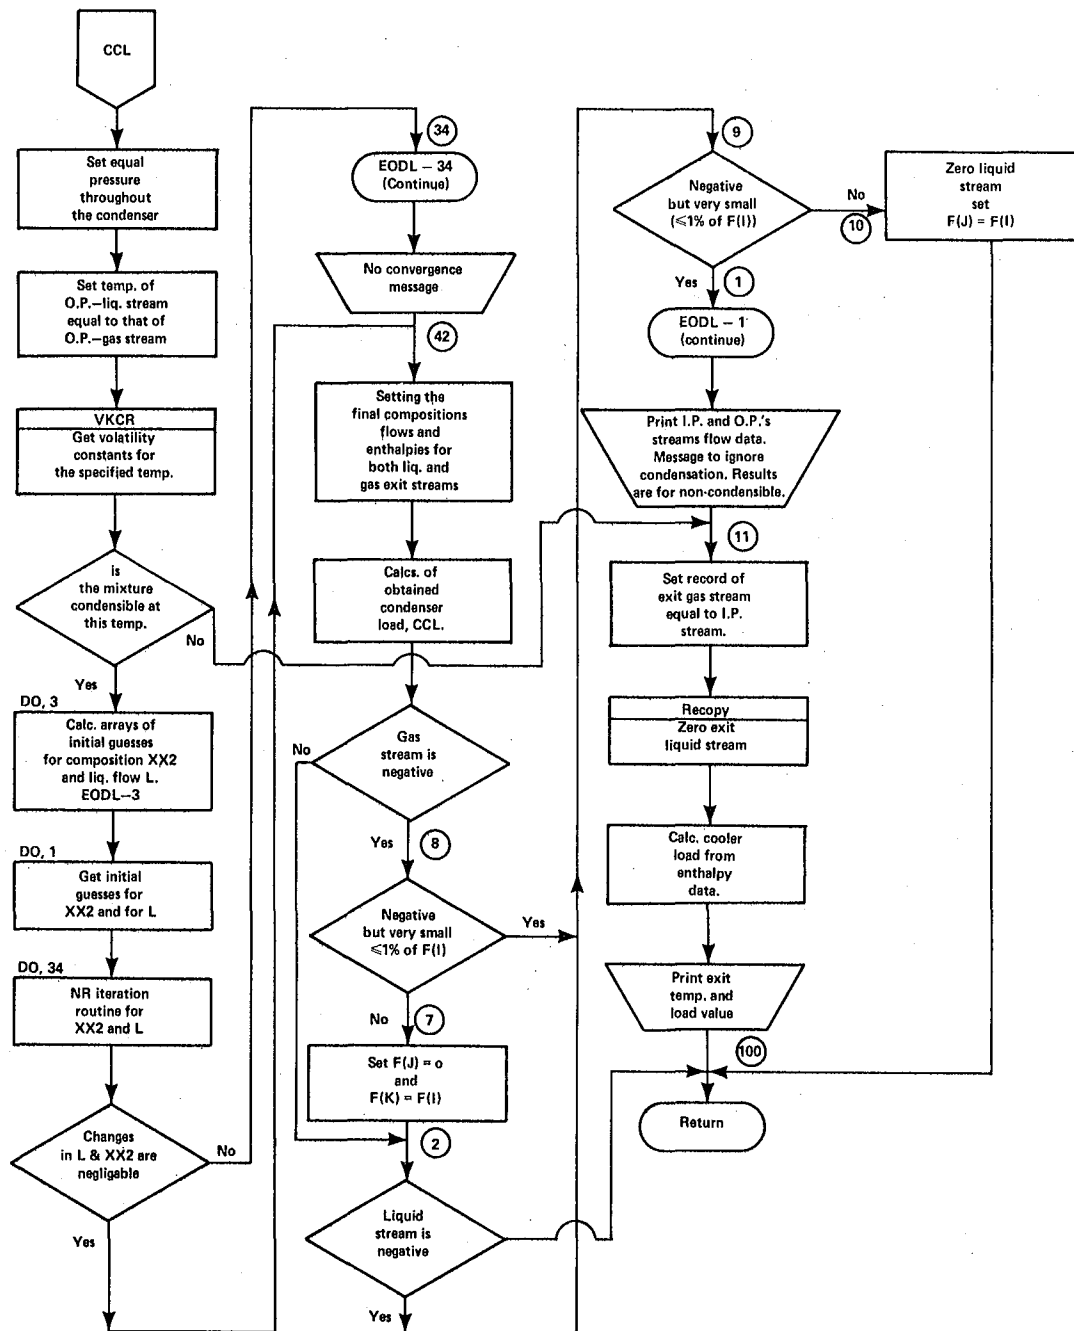 CCL
Set equal
pressure
throughout
the condenser
Set temp. of
O.P.—liq. stream
equal to that of
O.P.—gas stream
VKCR
Get volatility
constants for
the specified temp.
is
the mixture
condensible at
this temp.
No
Yes
DO, 3
Calc. arrays of
initial guesses
for composition XX2
and liq. flow L.
EODL—3
DO, 1
Get initial
guesses for
XX2 and for L
DO, 34
NR iteration
routine for
XX2 and L
Changes
in L & XX2 are
negligable
No
Yes
34
EODL — 34
(Continue)
No convergence
message
42
Setting the
final compositions
flows and
enthalpies for
both liq. and
gas exit streams
Calcs. of
obtained
condenser
load, CCL.
Gas
stream is
negative
No
Yes
8
Negative
but very small
≤1% of F(I)
Yes
No
7
Set F(J) = o
and
F(K) = F(I)
2
Liquid
stream is
negative
Yes
9
Negative
but very small
(≤1% of F(I))
No
10
Zero liquid
stream
set
F(J) = F(I)
Yes
1
EODL — 1
(continue)
Print I.P. and O.P.'s
streams flow data.
Message to ignore
condensation. Results
are for non-condensible.
11
Set record of
exit gas stream
equal to I.P.
stream.
Recopy
Zero exit
liquid stream
Calc. cooler
load from
enthalpy
data.
Print exit
temp. and
load value
100
Return